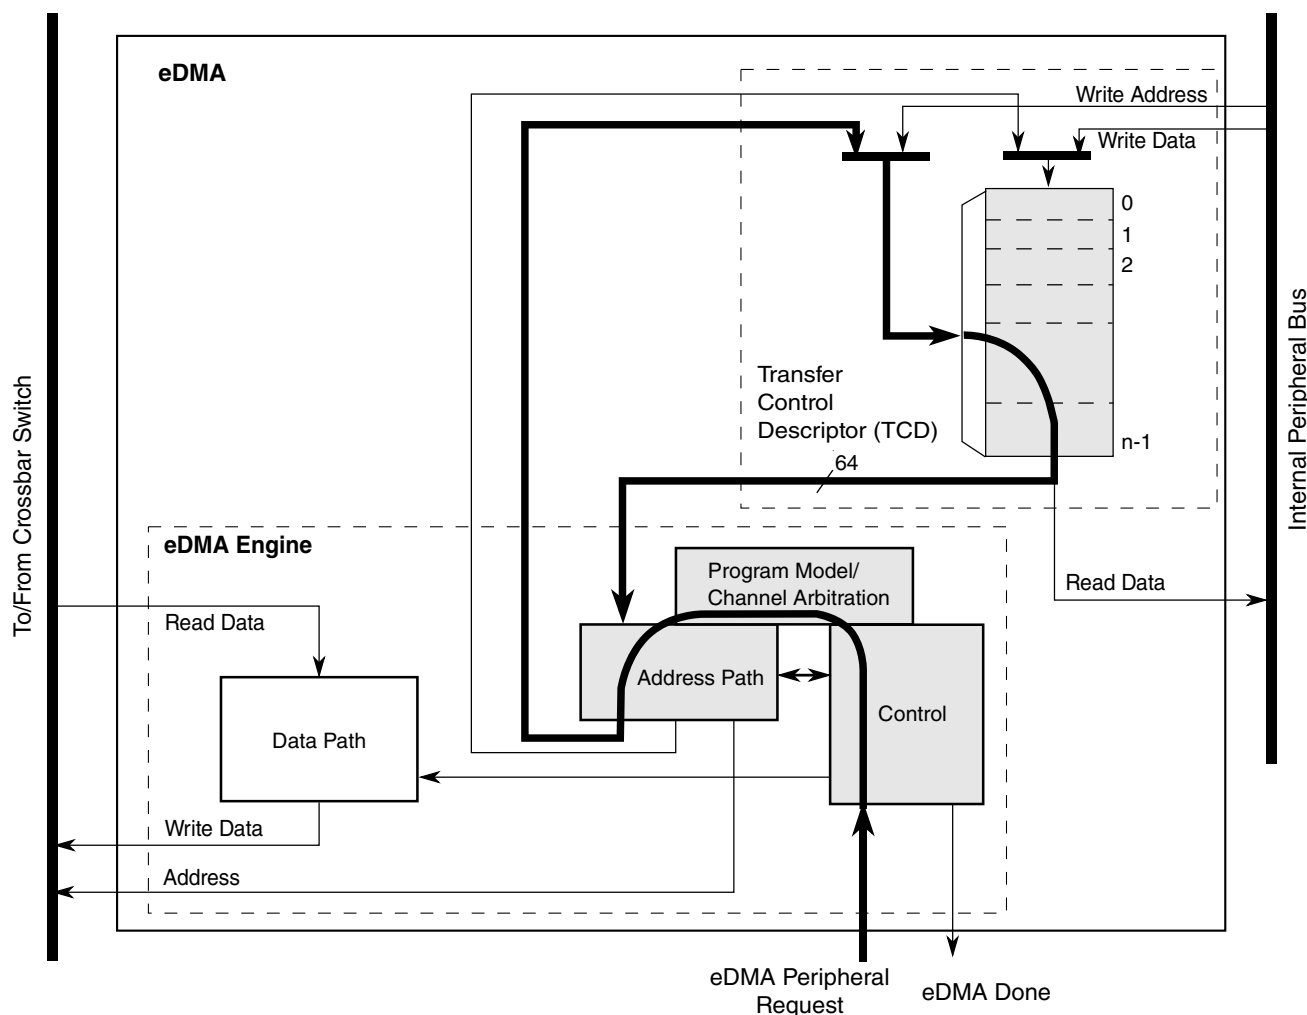 eDMA
Write Address
Write Data
0
1
2
n-1
Transfer
Control
Descriptor (TCD)
64
To/From Crossbar Switch
Internal Peripheral Bus
eDMA Engine
Program Model/
Channel Arbitration
Read Data
Read Data
Address Path
Control
Data Path
Write Data
Address
eDMA Peripheral
Request
eDMA Done